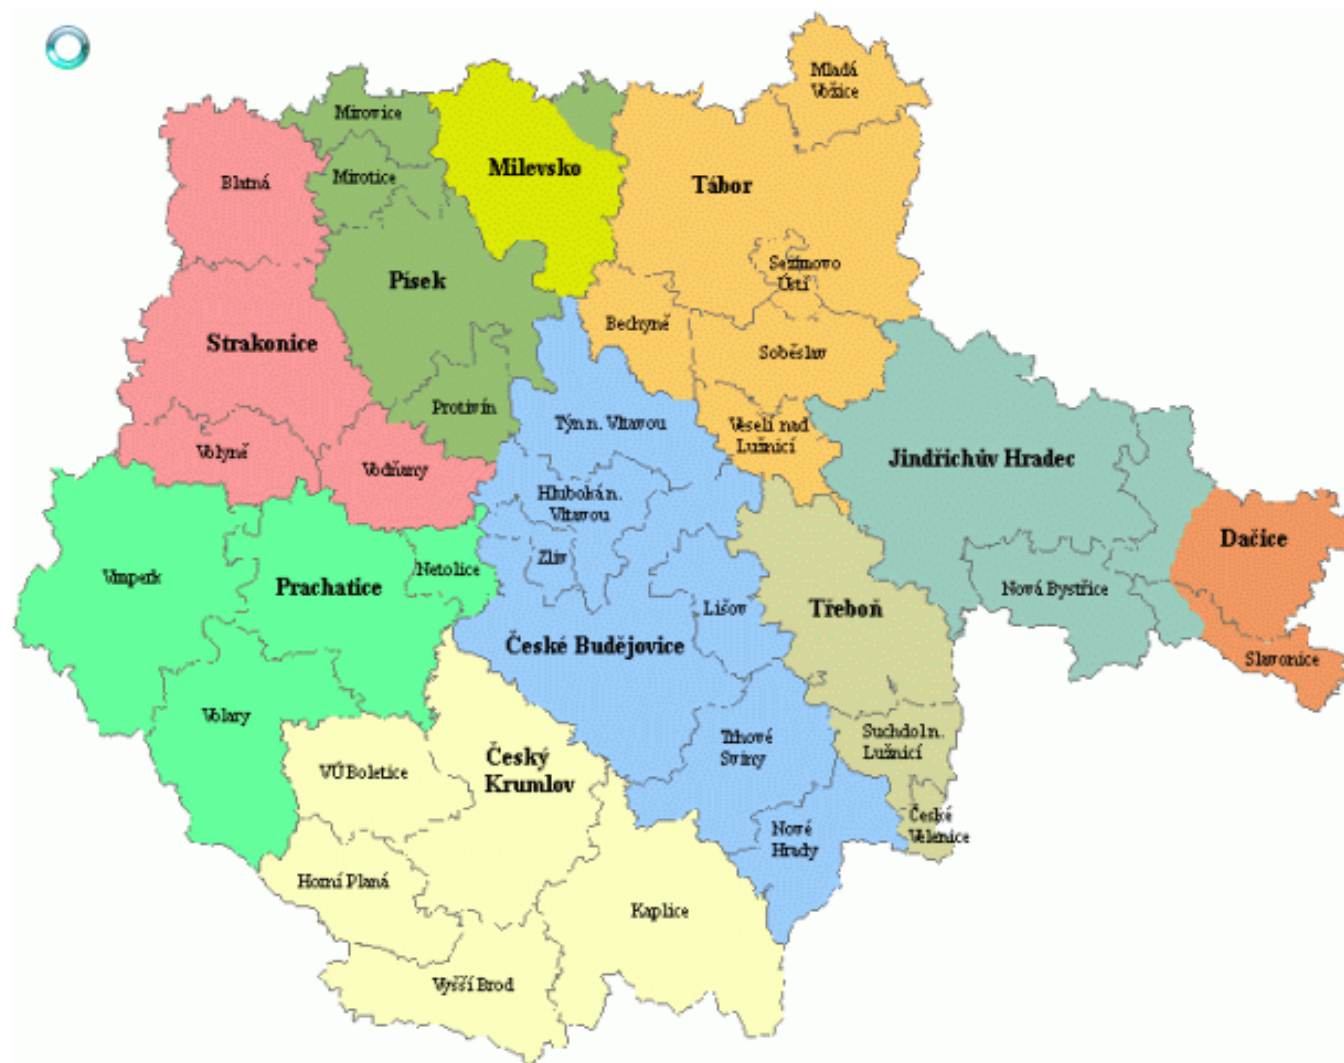 Mladá
Vožice
Mirovice
Milevsko
Mirotice
Blatná
Tábor
Sezimovo
Ústí
Písek
Bechyně
Strakonice
Soběslav
Protivín
Týn n. Vltavou
Veselí nad
Lužnicí
Volyně
Vodňany
Jindřichův Hradec
Hluboká n.
Vltavou
Dačice
Zliv
Netolice
Vimperk
Prachatice
Nová Bystřice
Lišov
Třeboň
České Budějovice
Slavonice
Volary
Trhové
Sviny
Suchdol n.
Lužnicí
Český
Krumlov
VÚ Boletice
Nové
Hrady
České
Velenice
Horní Planá
Kaplice
Vyšší Brod